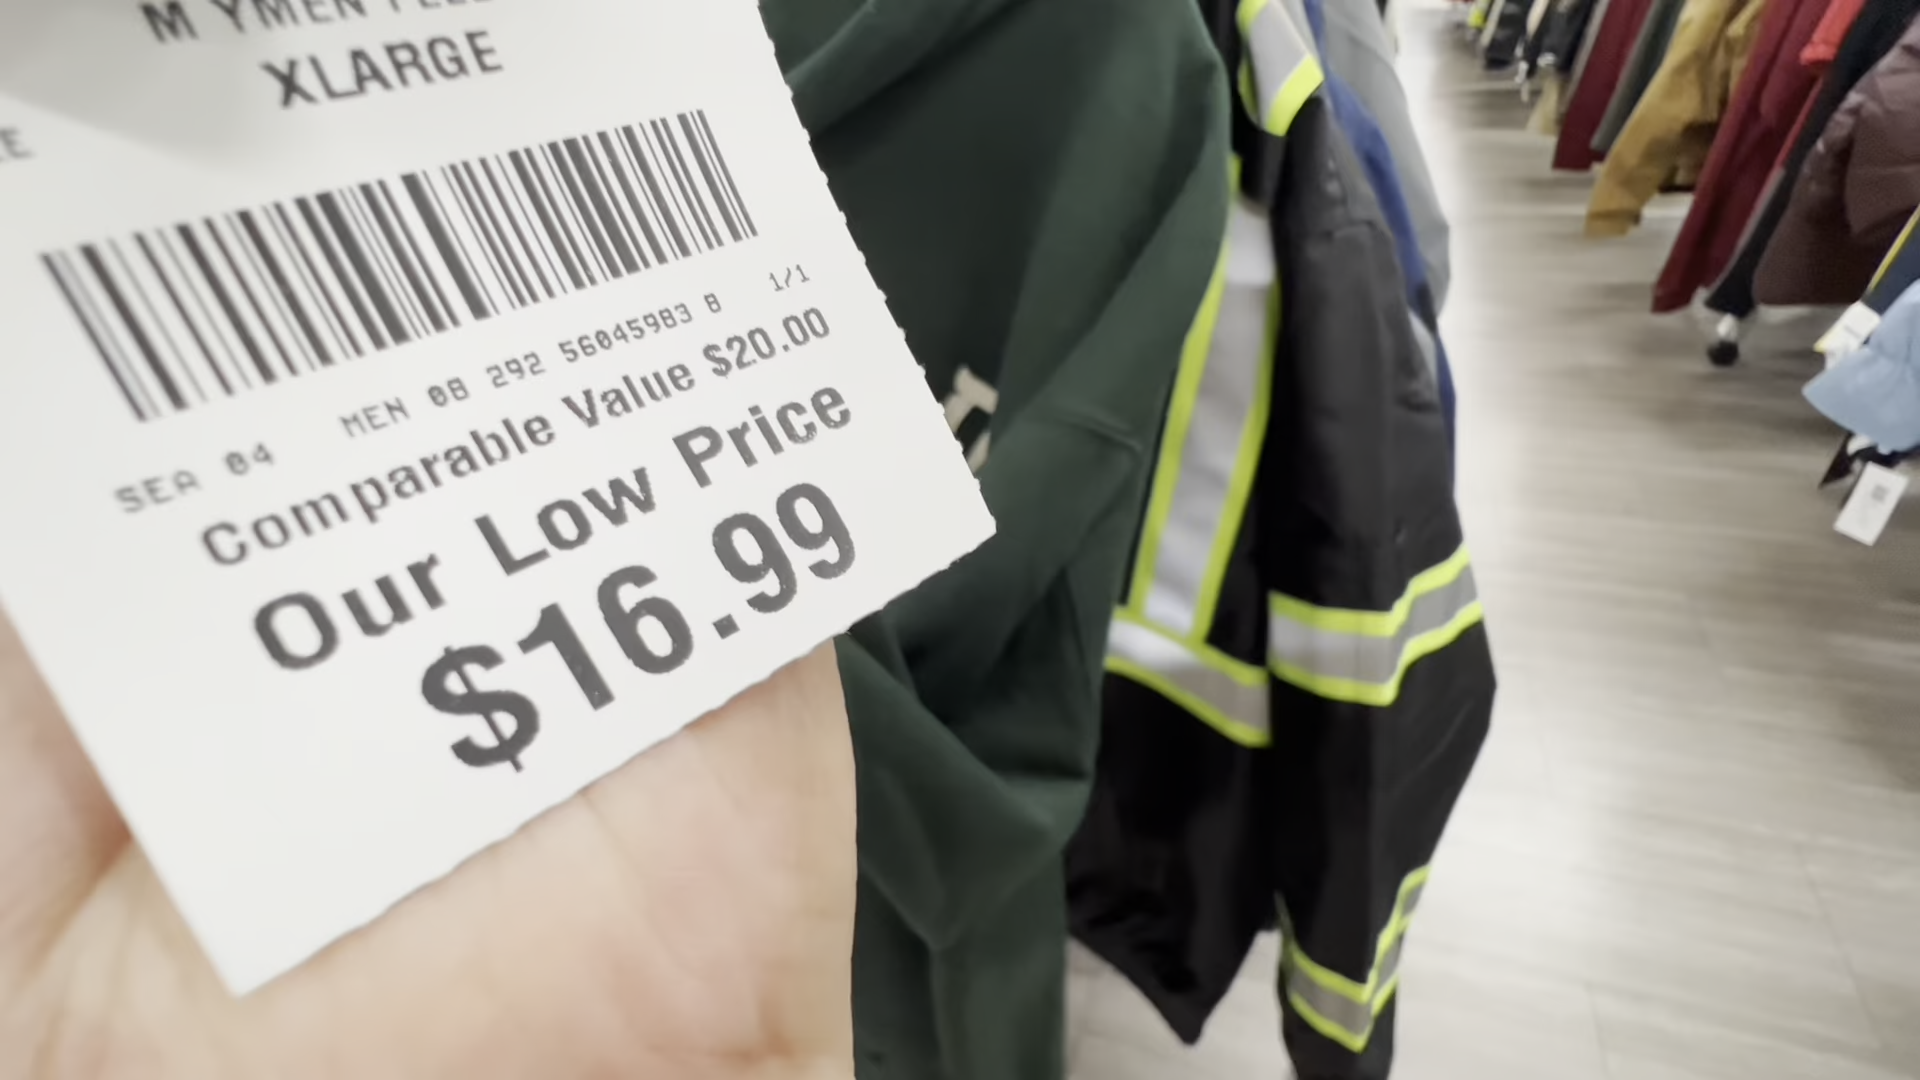 M YMEN
XLARGE
SEA 04 MEN 08 292 56045983 8 1/1
Comparable Value $20.00
Our Low Price
$16.99